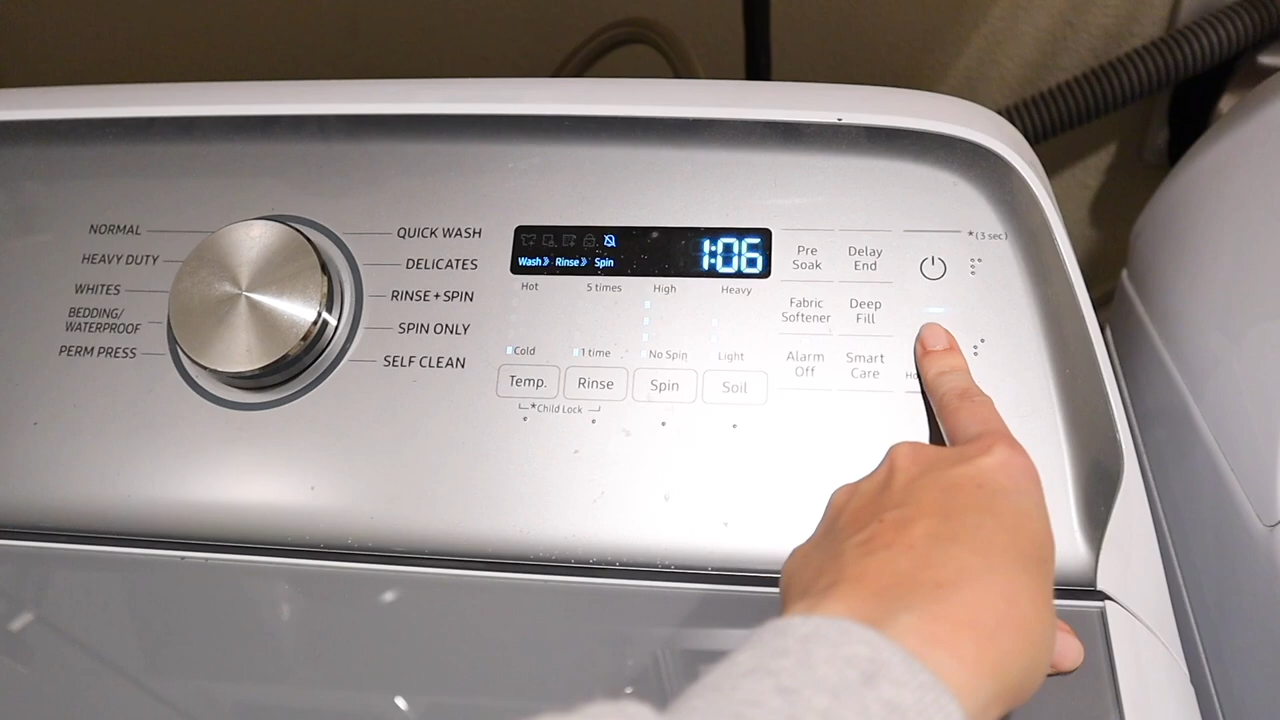 NORMAL
HEAVY DUTY
WHITES
BEDDING/
WATERPROOF
PERM PRESS
QUICK WASH
DELICATES
RINSE+SPIN
SPIN ONLY
SELF CLEAN
1:06
Wash» Rinse» Spin
Hot 5 times High Heavy
Cold 1 time No Spin Light
Temp. Rinse Spin Soil
*Child Lock
Pre
Soak
Delay
End
Fabric
Softener
Deep
Fill
Alarm
Off
Smart
Care
*(3 sec)